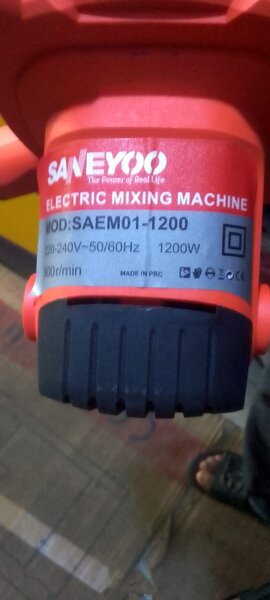 SANEYOO
The Power of Real Life
ELECTRIC MIXING MACHINE
MOD:SAEM01-1200
220-240V~50/60Hz 1200W
r/min
MADE IN PRC
CE